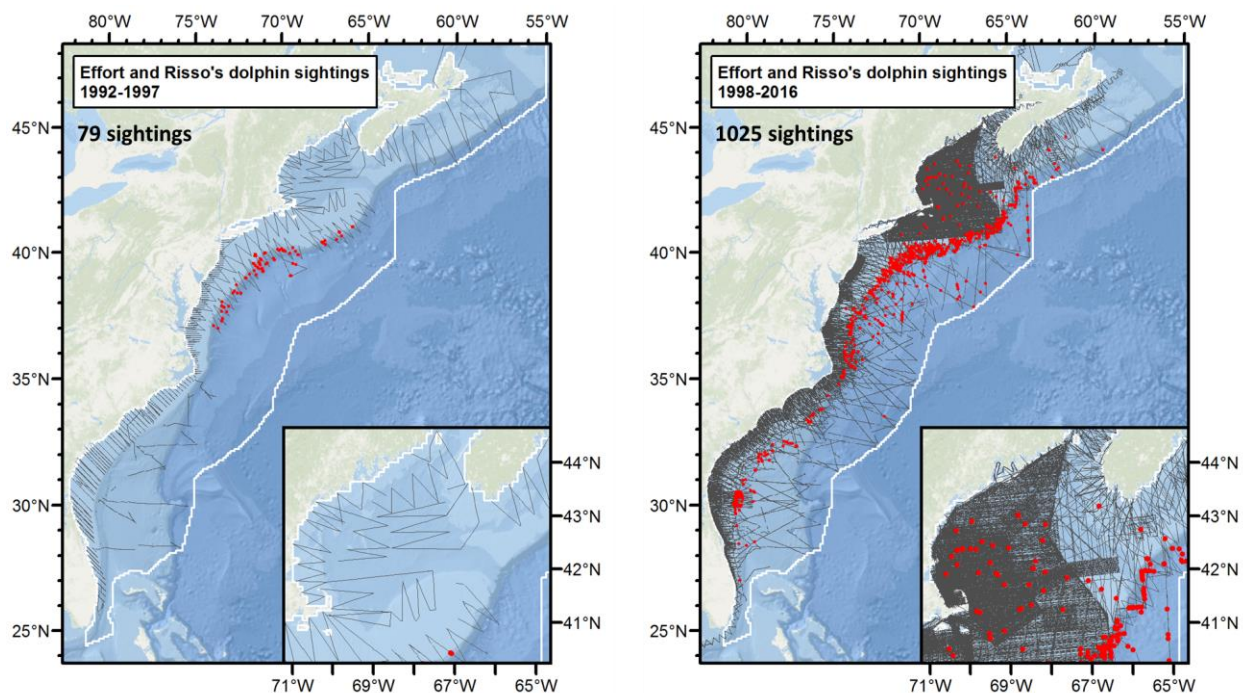 80°W 75°W 70°W 65°W 60°W 55°W
Effort and Risso's dolphin sightings
1992-1997
79 sightings
45°N
40°N
35°N
30°N
25°N
44°N
43°N
42°N
41°N
71°W 69°W 67°W 65°W
80°W 75°W 70°W 65°W 60°W 55°W
Effort and Risso's dolphin sightings
1998-2016
1025 sightings
45°N
40°N
35°N
30°N
25°N
44°N
43°N
42°N
41°N
71°W 69°W 67°W 65°W